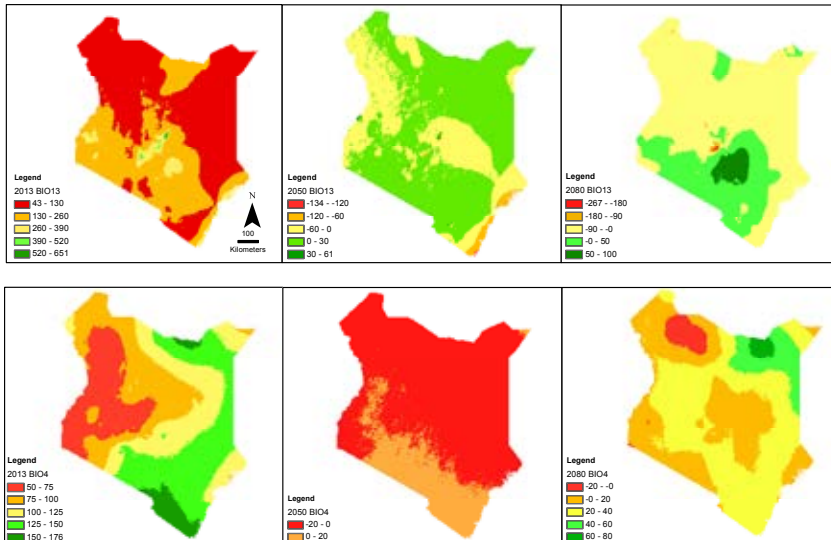 Legend
2013 BIO13
43 - 130
130 - 260
260 - 390
390 - 520
520 - 651
N
100
Kilometers
Legend
2050 BIO13
-134 - -120
-120 - -60
-60 - 0
0 - 30
30 - 61
Legend
2080 BIO13
-267 - -180
-180 - -90
-90 - -0
-0 - 50
50 - 100
Legend
2013 BIO4
50 - 75
75 - 100
100 - 125
125 - 150
150 - 176
Legend
2050 BIO4
-20 - 0
0 - 20
Legend
2080 BIO4
-20 - -0
-0 - 20
20 - 40
40 - 60
60 - 80